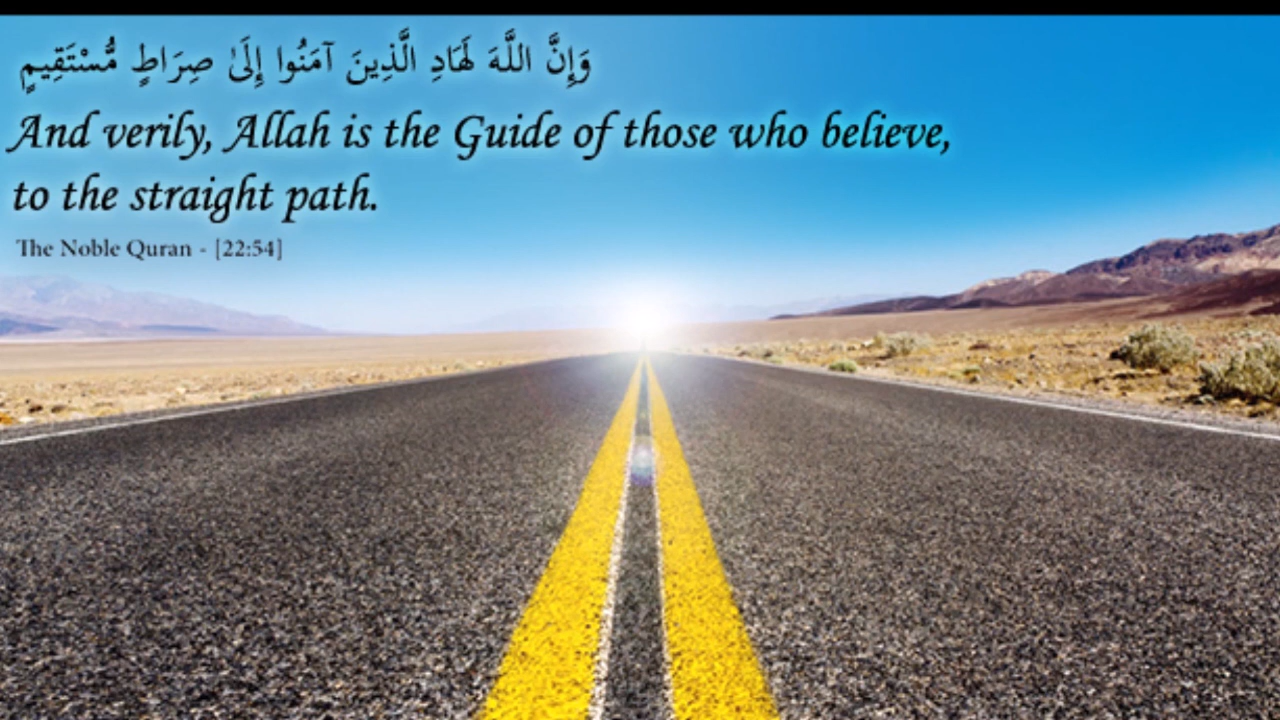 وَإِنَّ اللَّهَ لَهَادِ الَّذِينَ آمَنُوا إِلَىٰ صِرَاطٍ مُّسْتَقِيمٍ
And verily, Allah is the Guide of those who believe,
to the straight path.
The Noble Quran - [22:54]